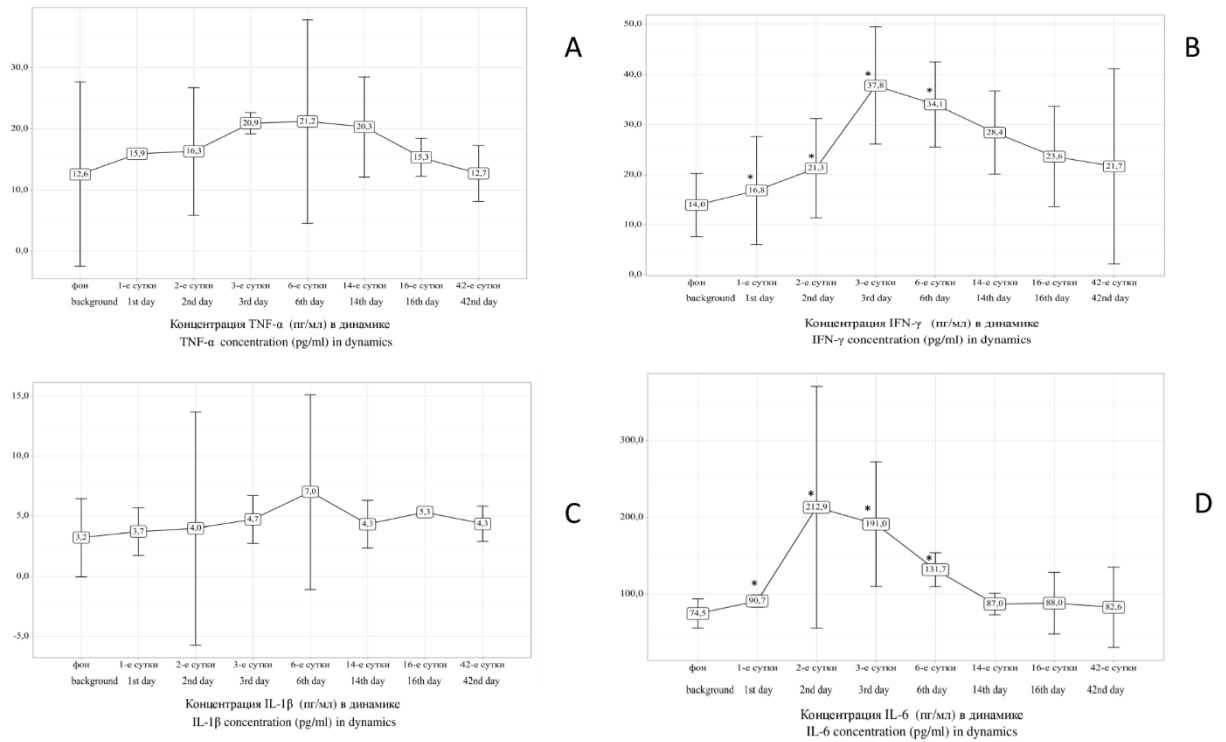 A
30,0
20,0
10,0
0,0
12,6
15,9
16,3
20,9
21,2
20,3
15,3
12,7
фон 1-е сутки 2-е сутки 3-е сутки 6-е сутки 14-е сутки 16-е сутки 42-е сутки
background 1st day 2nd day 3rd day 6th day 14th day 16th day 42nd day
Концентрация TNF-α (пг/мл) в динамике
TNF-α concentration (pg/ml) in dynamics
B
50,0
40,0
30,0
20,0
10,0
0,0
14,0
* 16,8
* 21,3
* 37,8
* 34,1
28,4
23,6
21,7
фон 1-е сутки 2-е сутки 3-е сутки 6-е сутки 14-е сутки 16-е сутки 42-е сутки
background 1st day 2nd day 3rd day 6th day 14th day 16th day 42nd day
Концентрация IFN-γ (пг/мл) в динамике
IFN-γ concentration (pg/ml) in dynamics
C
15,0
10,0
5,0
0,0
-5,0
3,2
3,7
4,0
4,7
7,0
4,3
5,3
4,3
фон 1-е сутки 2-е сутки 3-е сутки 6-е сутки 14-е сутки 16-е сутки 42-е сутки
background 1st day 2nd day 3rd day 6th day 14th day 16th day 42nd day
Концентрация IL-1β (пг/мл) в динамике
IL-1β concentration (pg/ml) in dynamics
D
300,0
200,0
100,0
74,5
* 90,7
* 212,9
* 191,0
* 131,7
87,0
88,0
82,6
фон 1-е сутки 2-е сутки 3-е сутки 6-е сутки 14-е сутки 16-е сутки 42-е сутки
background 1st day 2nd day 3rd day 6th day 14th day 16th day 42nd day
Концентрация IL-6 (пг/мл) в динамике
IL-6 concentration (pg/ml) in dynamics